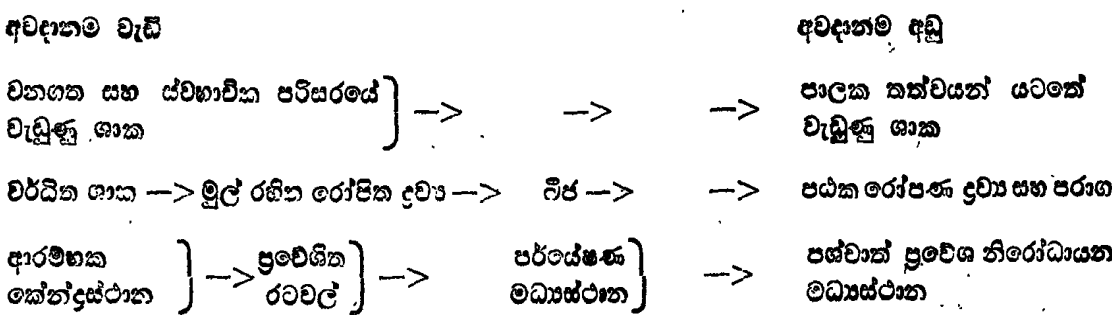 අවදානම වැඩි අවදානම අඩු
වනගත සහ ස්වභාවික පරිසරයේ —> —> —> පාලක තත්වයන් යටතේ
වැඩුණු ශාක වැඩුණු ශාක
වර්ධිත ශාක —> මුල් රහිත රෝපිත ද්‍රව්‍ය —> බීජ —> —> පඨක රෝපණ ද්‍රව්‍ය සහ පරාග
ආරම්භක —> ප්‍රවේශිත —> පර්යේෂණ —> පශ්චාත් ප්‍රවේශ නිරෝධායන
කේන්ද්‍රස්ථාන රටවල් මධ්‍යස්ථාන මධ්‍යස්ථාන